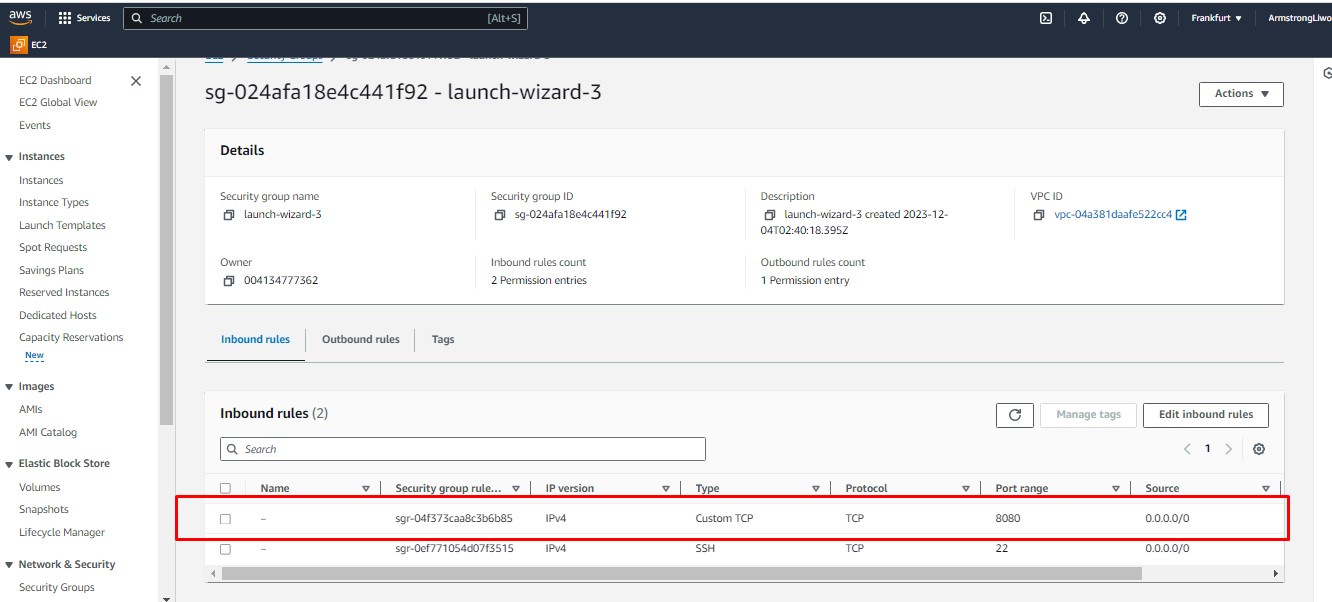 aws
Services
Search
[Alt+S]
Frankfurt
ArmstrongLiwo
EC2
EC2 Dashboard
EC2 Global View
Events
Instances
Instances
Instance Types
Launch Templates
Spot Requests
Savings Plans
Reserved Instances
Dedicated Hosts
Capacity Reservations
New
Images
AMIs
AMI Catalog
Elastic Block Store
Volumes
Snapshots
Lifecycle Manager
Network & Security
Security Groups
sg-024afa18e4c441f92 - launch-wizard-3
Actions
Details
Security group name
launch-wizard-3
Security group ID
sg-024afa18e4c441f92
Description
launch-wizard-3 created 2023-12-
04T02:40:18.395Z
VPC ID
vpc-04a381daafe522cc4
Owner
004134777362
Inbound rules count
2 Permission entries
Outbound rules count
1 Permission entry
Inbound rules
Outbound rules
Tags
Inbound rules (2)
Manage tags
Edit inbound rules
Search
1
Name Security group rule... IP version Type Protocol Port range Source
– sgr-04f373caa8c3b6b85 IPv4 Custom TCP TCP 8080 0.0.0.0/0
– sgr-0ef771054d07f3515 IPv4 SSH TCP 22 0.0.0.0/0